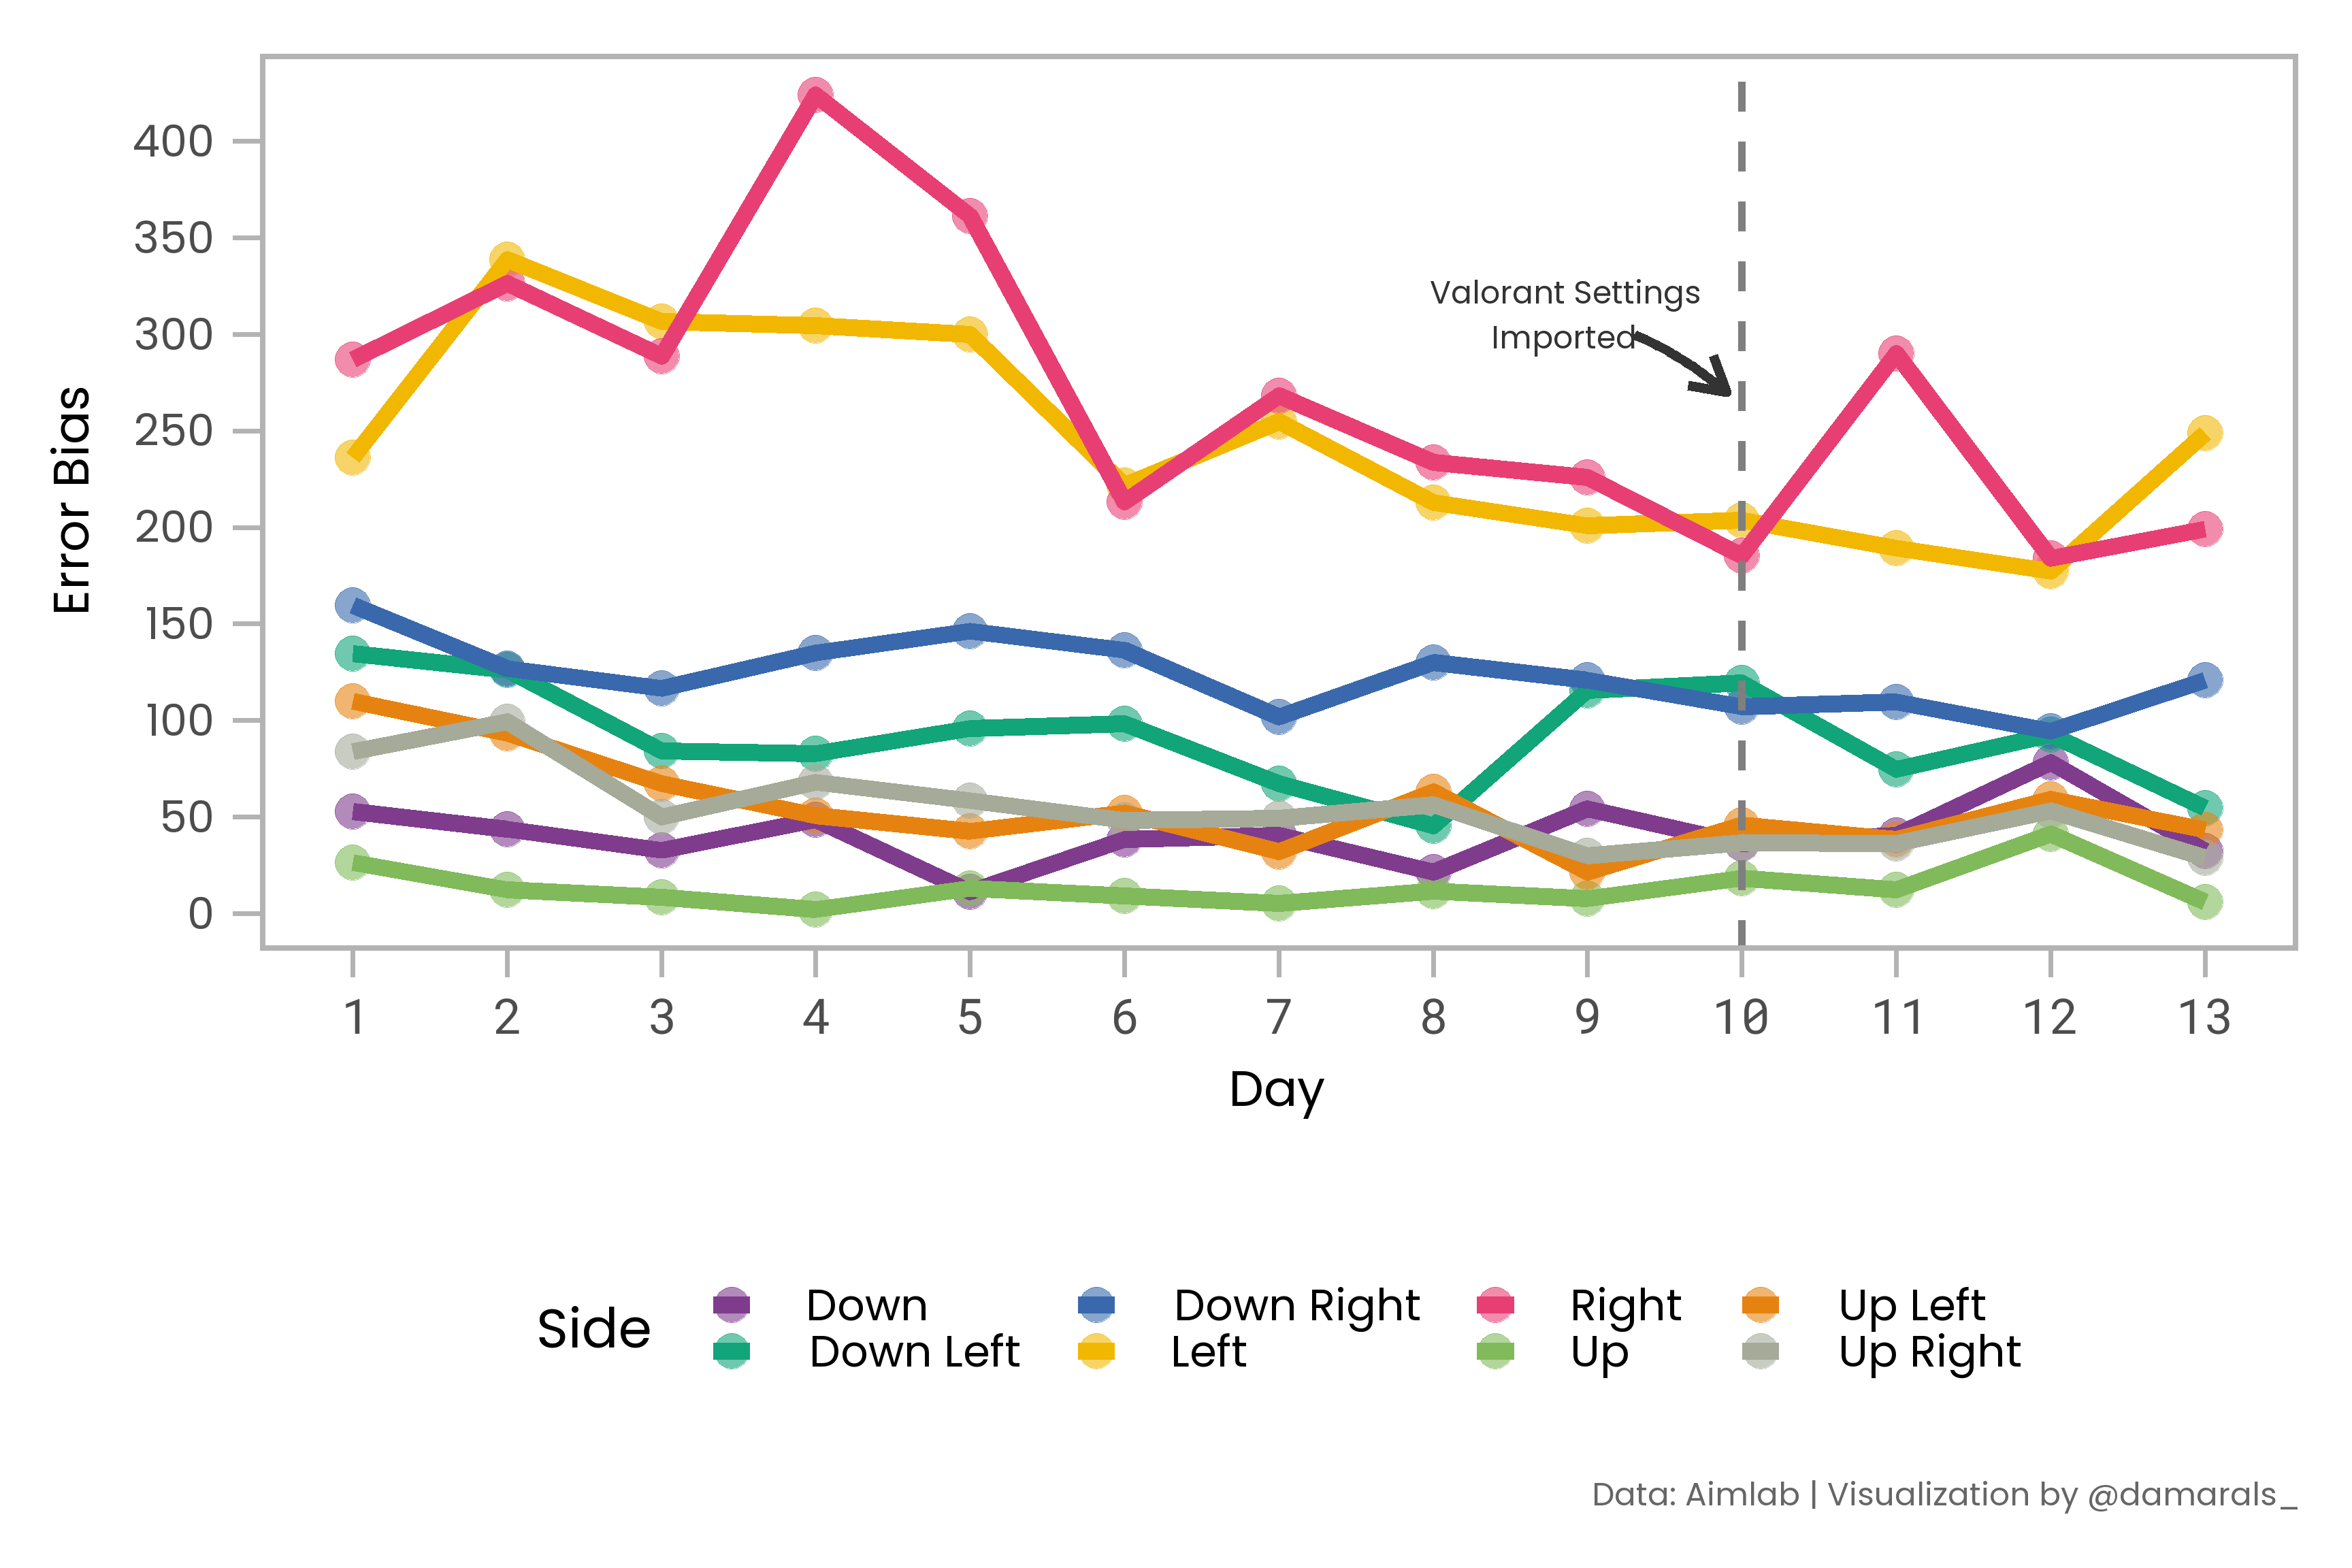 400
350
300
250
200
150
100
50
0
Error Bias
Valorant Settings
Imported
1 2 3 4 5 6 7 8 9 10 11 12 13
Day
Side
Down Down Right Right Up Left
Down Left Left Up Up Right
Data: Aimlab | Visualization by @damarals_